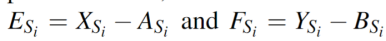 E_{S_i} = X_{S_i} − A_{S_i} and F_{S_i} = Y_{S_i} − B_{S_i}